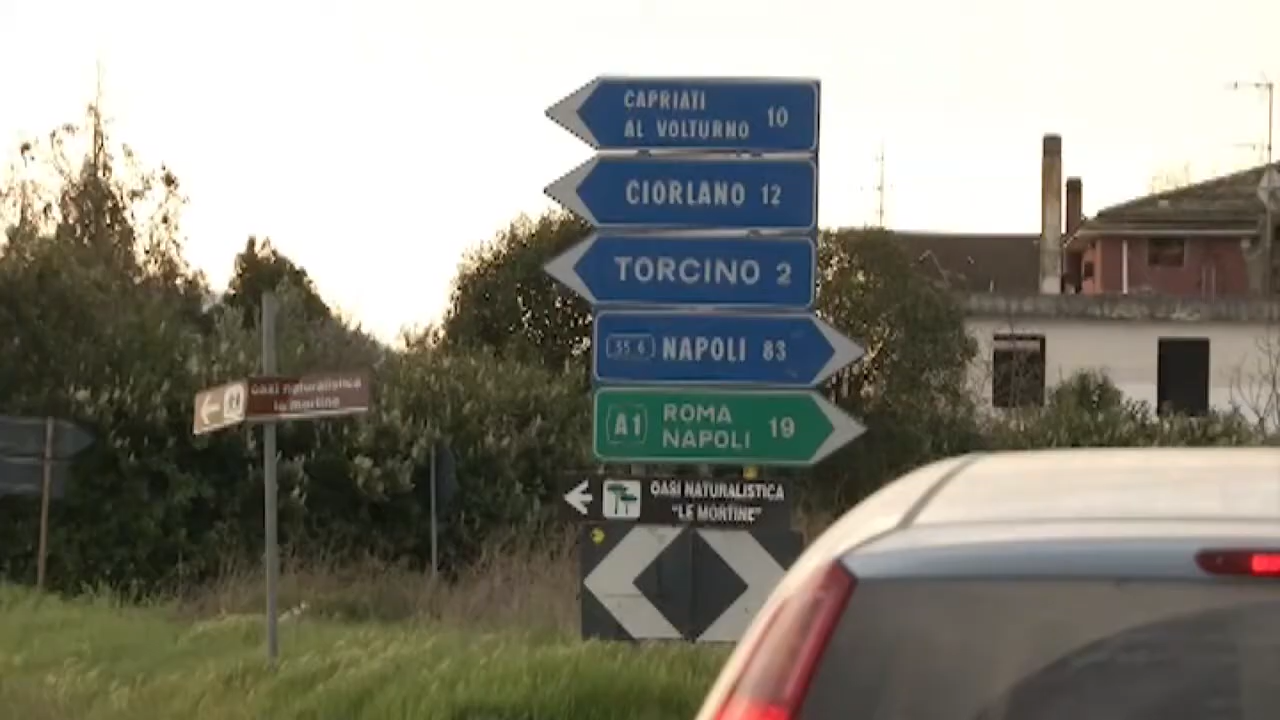 CAPRIATI
AL VOLTURNO 10
CIORLANO 12
TORCINO 2
SS 6 NAPOLI 83
A1 ROMA
NAPOLI 19
OASI NATURALISTICA
"LE MORTINE"
oasi naturalistica
le mortine